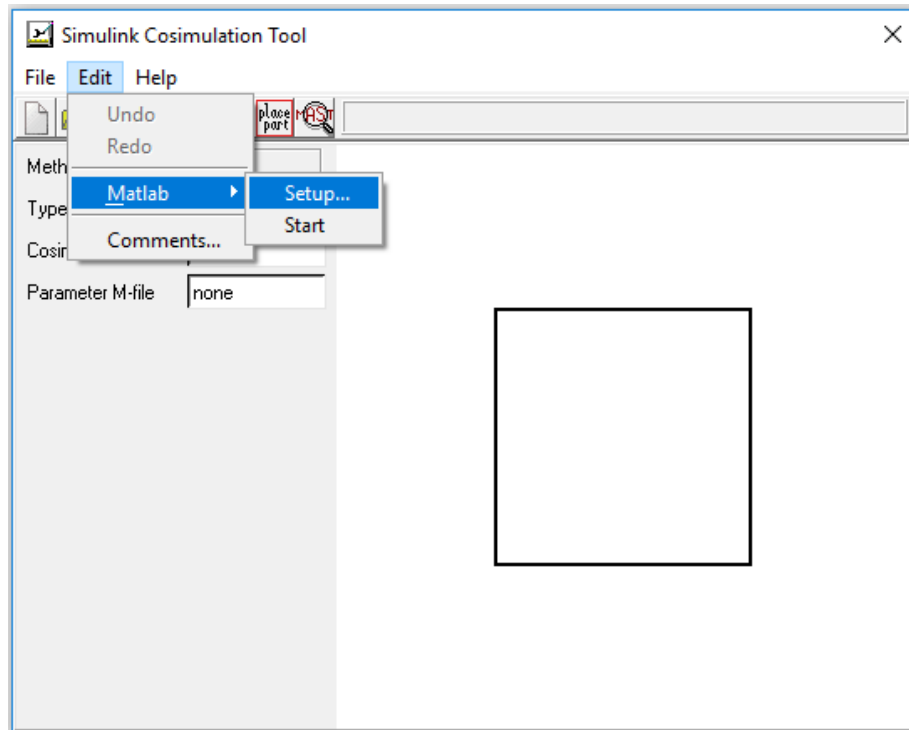 Simulink Cosimulation Tool
File Edit Help
Undo
Redo
Matlab
Setup...
Start
Comments...
place part
MAST
Meth
Type
Cosim
Parameter M-file
none